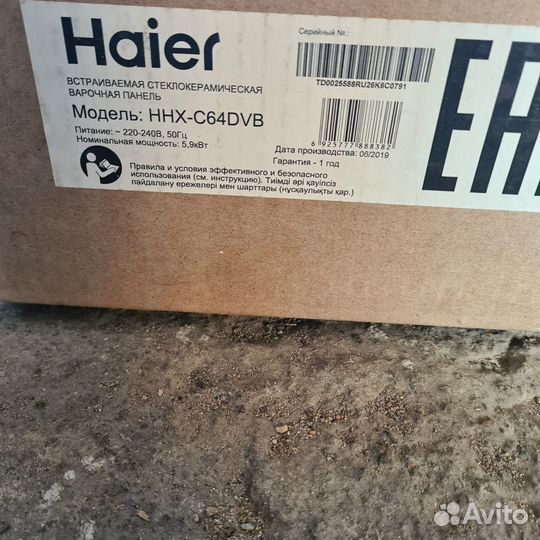 Haier
ВСТРАИВАЕМАЯ СТЕКЛОКЕРАМИЧЕСКАЯ
ВАРОЧНАЯ ПАНЕЛЬ
Модель: HHX-C64DVB
Питание: ~ 220-240В, 50Гц
Номинальная мощность: 5,9кВт
Правила и условия эффективного и безопасного
использования (см. инструкцию). Тиімді әрі қауіпсіз
пайдалану ережелері мен шарттары (нұсқаулықты қар.)
Серийный №.:
TD0025588RU26K6C0791
6 925777 888382
Дата производства: 06/2019
Гарантия - 1 год
EAC
Avito